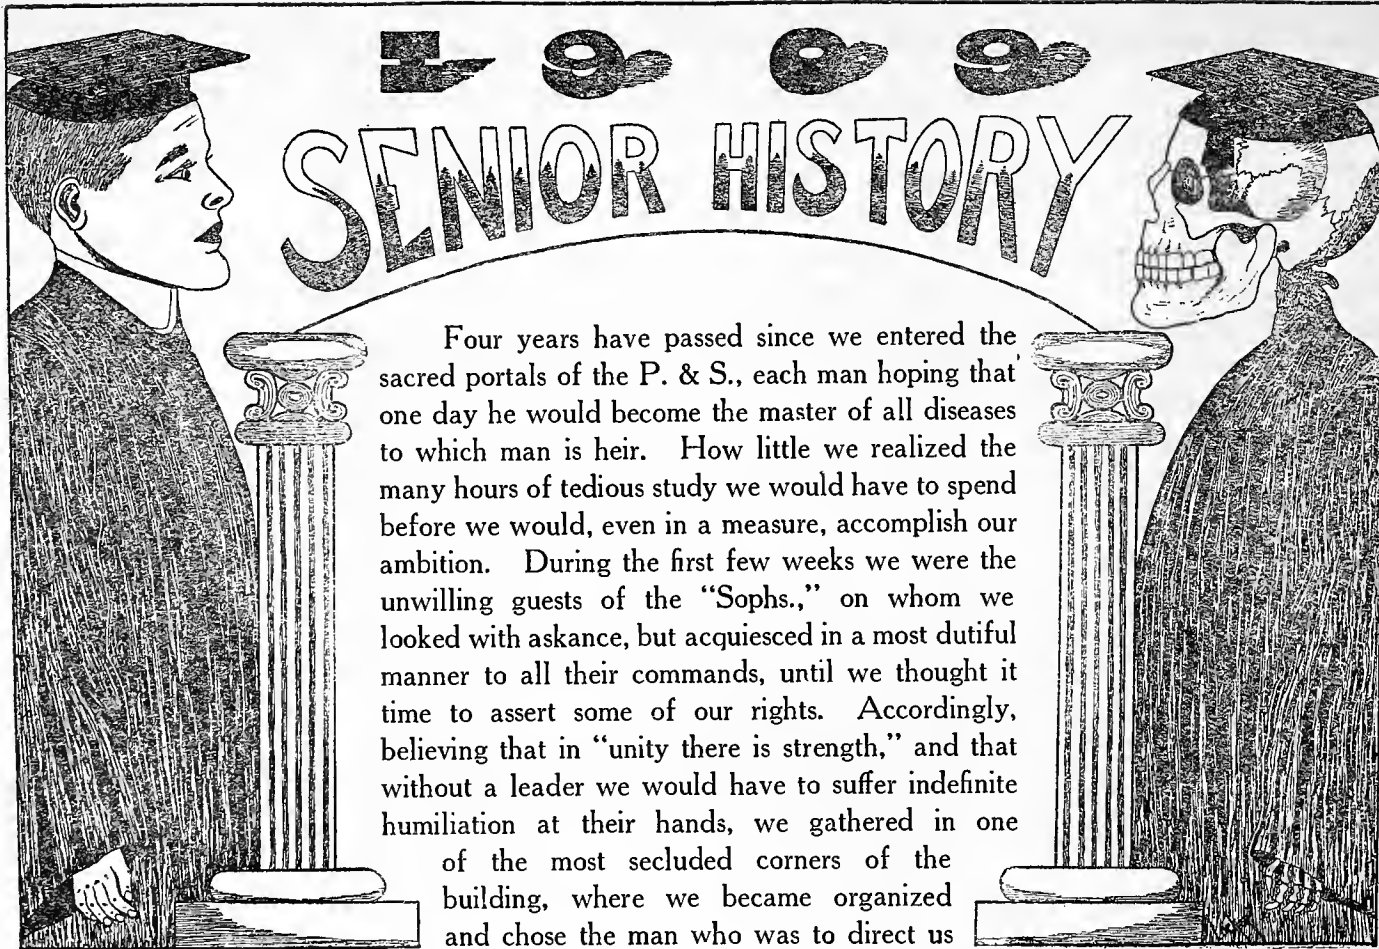 1909
SENIOR HISTORY
Four years have passed since we entered the
sacred portals of the P. & S., each man hoping that
one day he would become the master of all diseases
to which man is heir. How little we realized the
many hours of tedious study we would have to spend
before we would, even in a measure, accomplish our
ambition. During the first few weeks we were the
unwilling guests of the “Sophs.,” on whom we
looked with askance, but acquiesced in a most dutiful
manner to all their commands, until we thought it
time to assert some of our rights. Accordingly,
believing that in “unity there is strength,” and that
without a leader we would have to suffer indefinite
humiliation at their hands, we gathered in one
of the most secluded corners of the
building, where we became organized
and chose the man who was to direct us